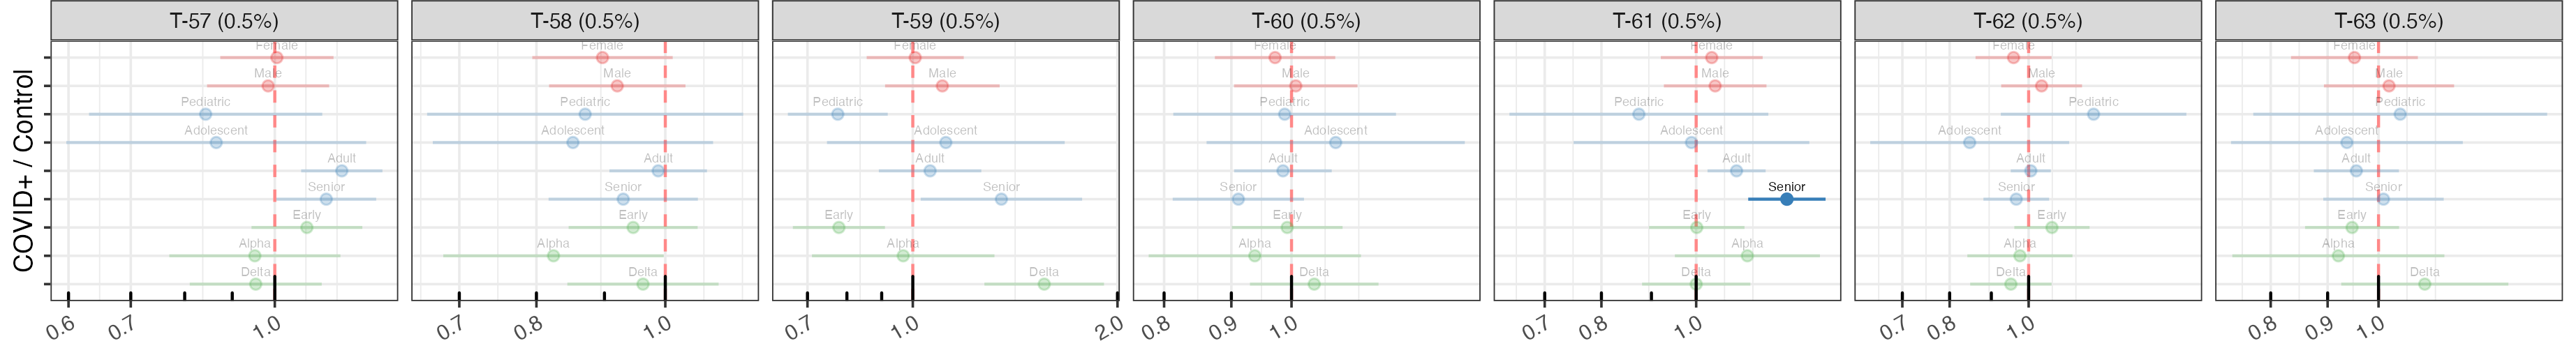 T-57 (0.5%)
T-58 (0.5%)
T-59 (0.5%)
T-60 (0.5%)
T-61 (0.5%)
T-62 (0.5%)
T-63 (0.5%)
COVID+ / Control
Female
Male
Pediatric
Adolescent
Adult
Senior
Early
Alpha
Delta
0.6
0.7
1.0
Female
Male
Pediatric
Adolescent
Adult
Senior
Early
Alpha
Delta
0.7
0.8
1.0
Female
Male
Pediatric
Adolescent
Adult
Senior
Early
Alpha
Delta
0.7
1.0
2.0
Female
Male
Pediatric
Adolescent
Adult
Senior
Early
Alpha
Delta
0.8
0.9
1.0
Female
Male
Pediatric
Adolescent
Adult
Senior
Early
Alpha
Delta
0.7
0.8
1.0
Female
Male
Pediatric
Adolescent
Adult
Senior
Early
Alpha
Delta
0.7
0.8
1.0
Female
Male
Pediatric
Adolescent
Adult
Senior
Early
Alpha
Delta
0.8
0.9
1.0